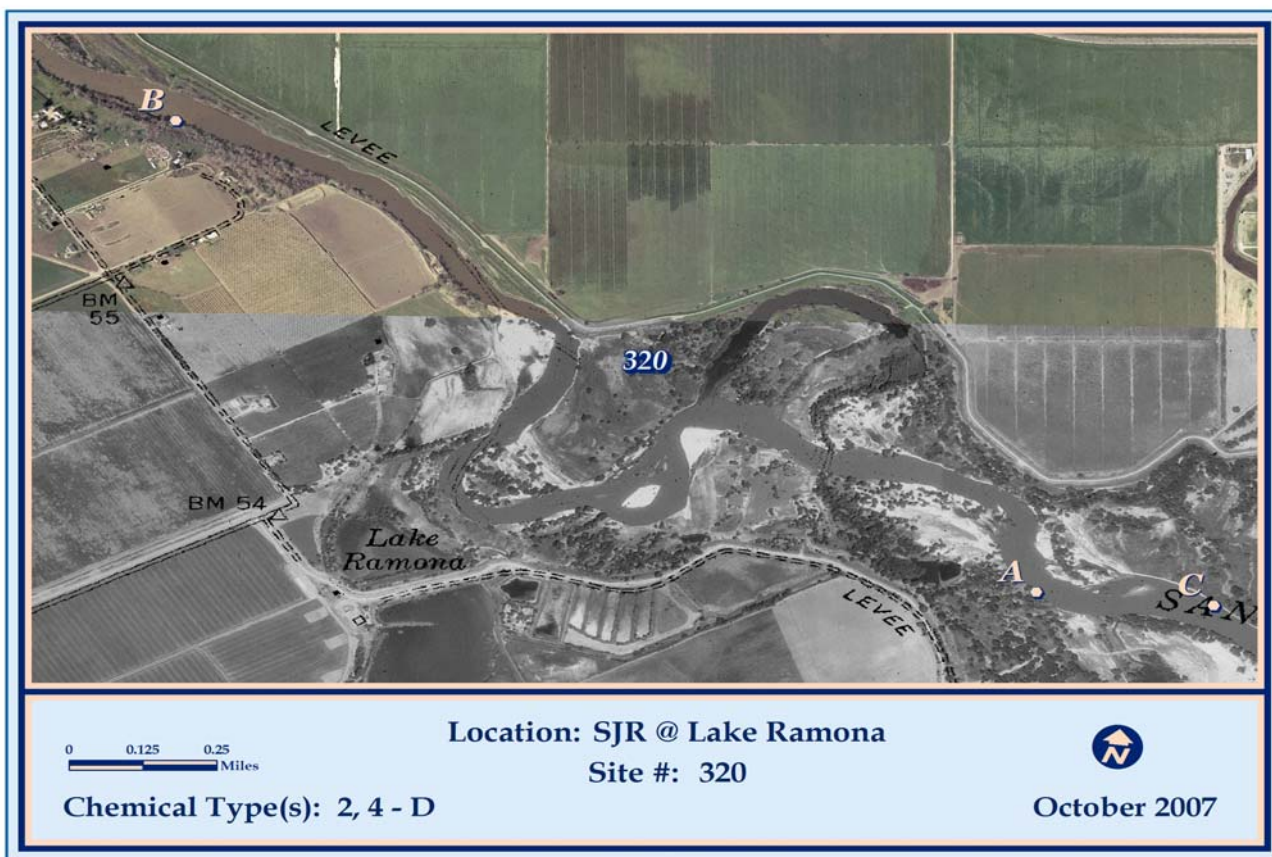 B
LEVEE
BM
55
320
BM 54
Lake
Ramona
A
C
SAN
LEVEE
Location: SJR @ Lake Ramona
0 0.125 0.25
Miles
Site #: 320
N
Chemical Type(s): 2, 4 - D
October 2007